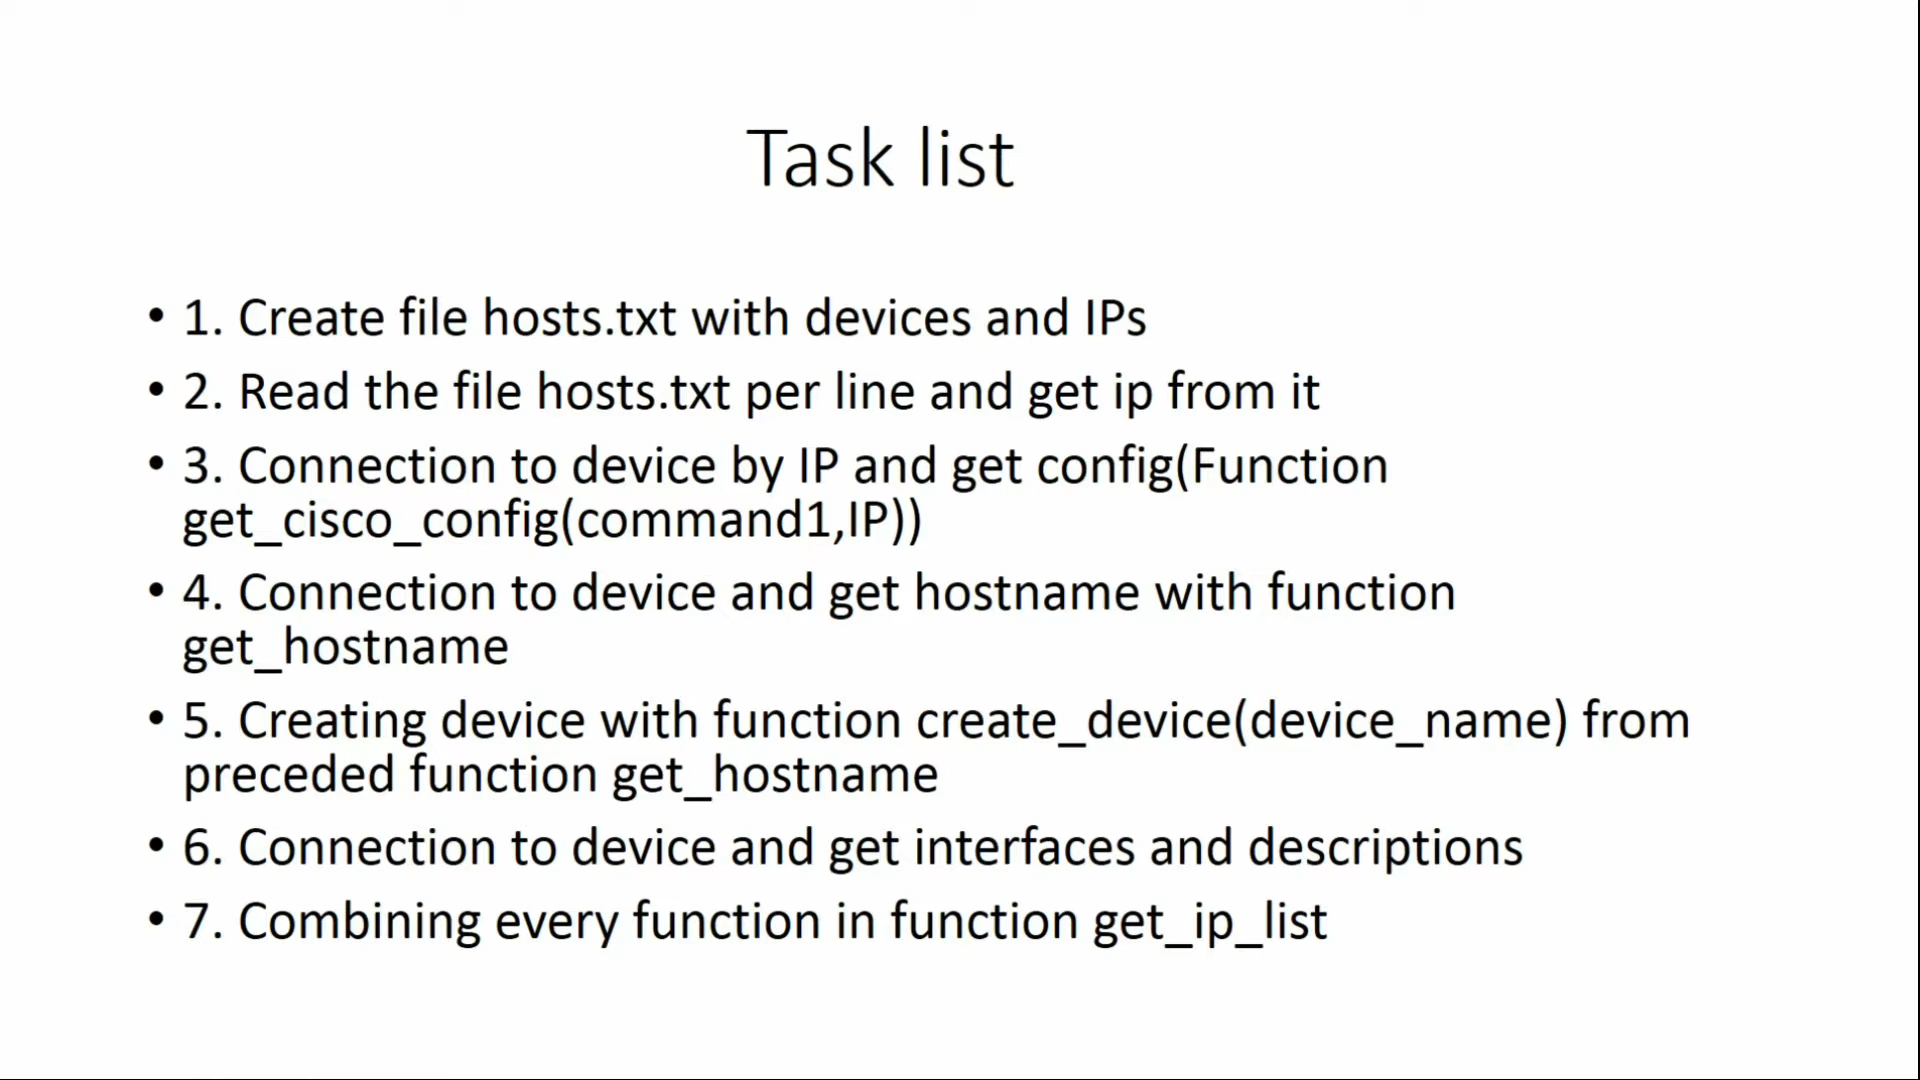 Task list
• 1. Create file hosts.txt with devices and IPs
• 2. Read the file hosts.txt per line and get ip from it
• 3. Connection to device by IP and get config(Function
get_cisco_config(command1,IP))
• 4. Connection to device and get hostname with function
get_hostname
• 5. Creating device with function create_device(device_name) from
preceded function get_hostname
• 6. Connection to device and get interfaces and descriptions
• 7. Combining every function in function get_ip_list